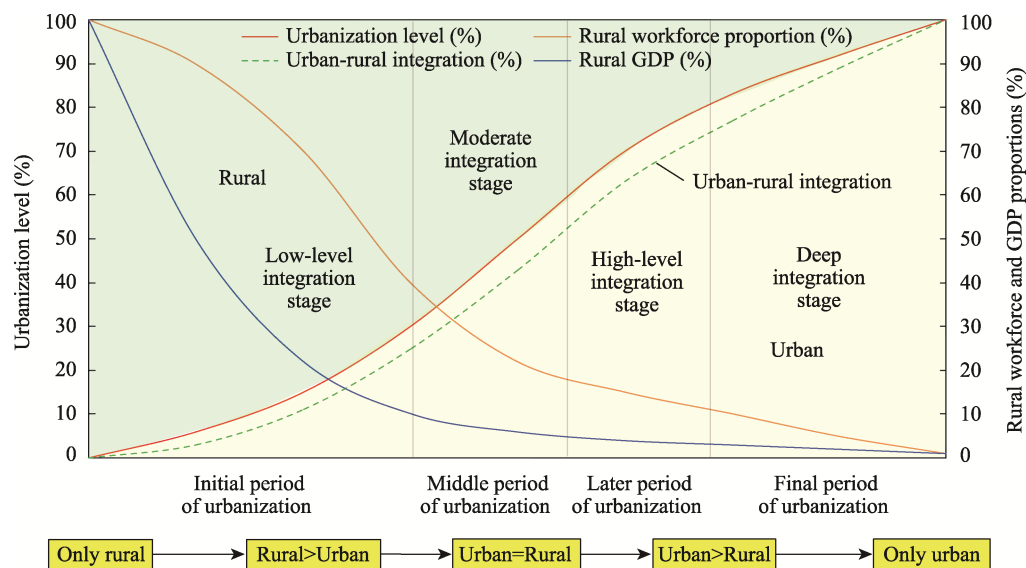 Urbanization level (%)
Rural workforce proportion (%)
Urban-rural integration (%)
Rural GDP (%)
100
90
80
70
60
50
40
30
20
10
0
Urbanization level (%)
100
90
80
70
60
50
40
30
20
10
0
Rural workforce and GDP proportions (%)
Rural
Moderate
integration
stage
Urban-rural integration
Low-level
integration
stage
High-level
integration
stage
Deep
integration
stage
Urban
Initial period
of urbanization
Middle period
of urbanization
Later period
of urbanization
Final period
of urbanization
Only rural
Rural>Urban
Urban=Rural
Urban>Rural
Only urban